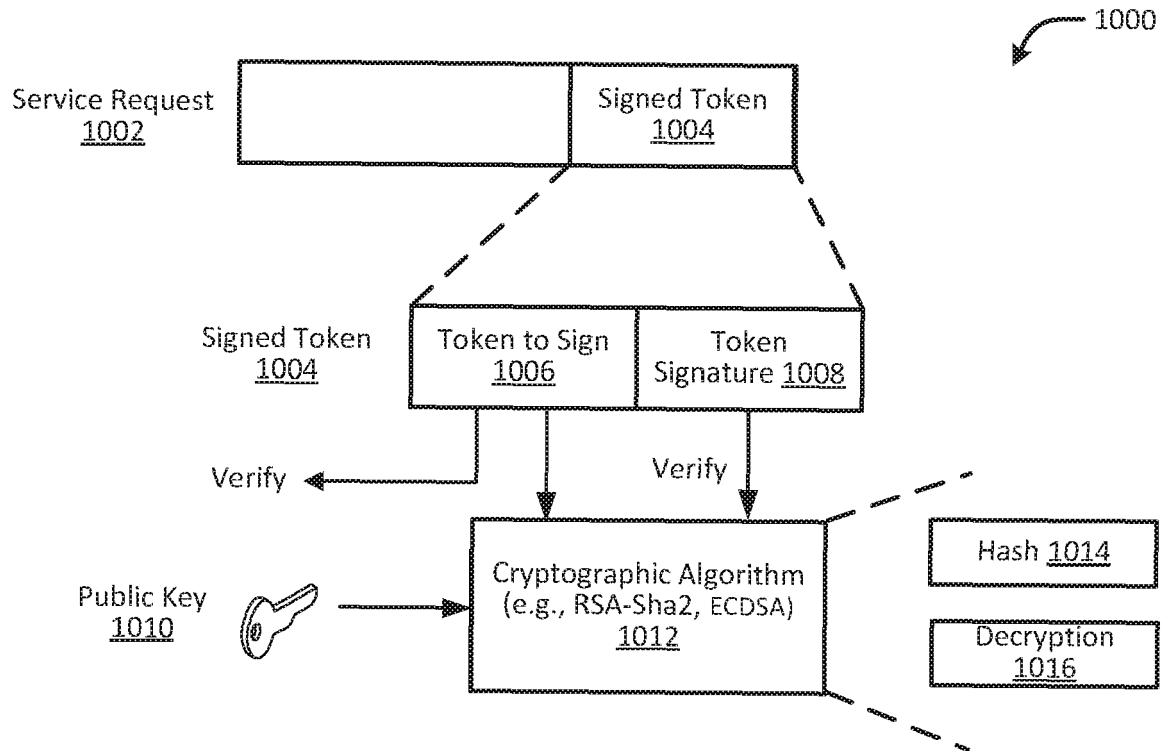 1000
Service Request
1002
Signed Token
1004
Signed Token
1004
Token to Sign
1006
Token
Signature 1008
Verify
Verify
Public Key
1010
Cryptographic Algorithm
(e.g., RSA-Sha2, ECDSA)
1012
Hash 1014
Decryption
1016